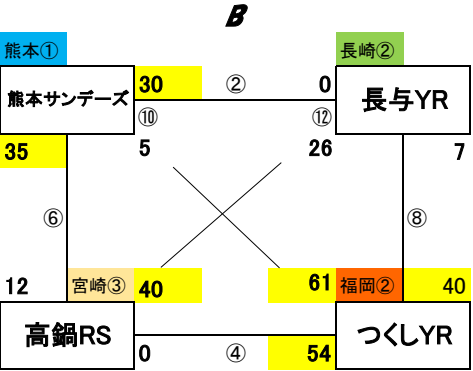 B
熊本① 長崎②
熊本サンデーズ 30 ② 0 長与YR
⑩ ⑫
35 5 26 7
⑥ ⑧
12 宮崎③ 40 61 福岡② 40
高鍋RS つくしYR
0 ④ 54